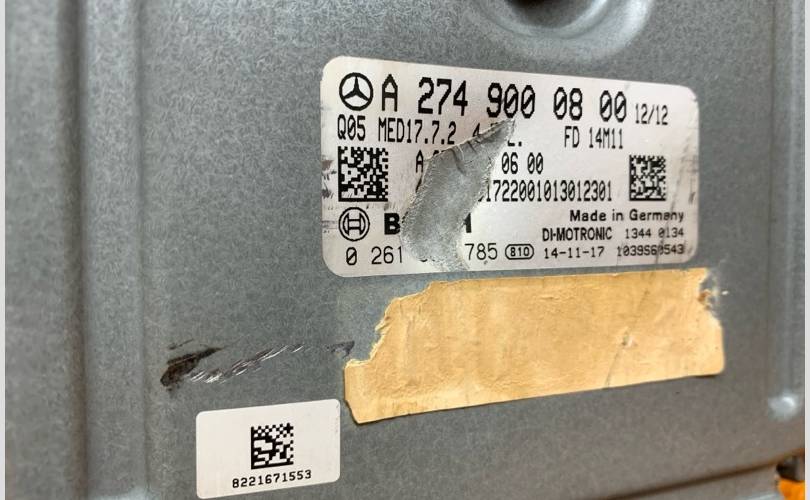 A 274 900 08 00 12/12
Q05 MED17.7.2 FD 14M11
06 00
1722001013012301
Made in Germany
DI-MOTRONIC 1344 0134
0 261 785 810 14-11-17 1039S60543
8221671553